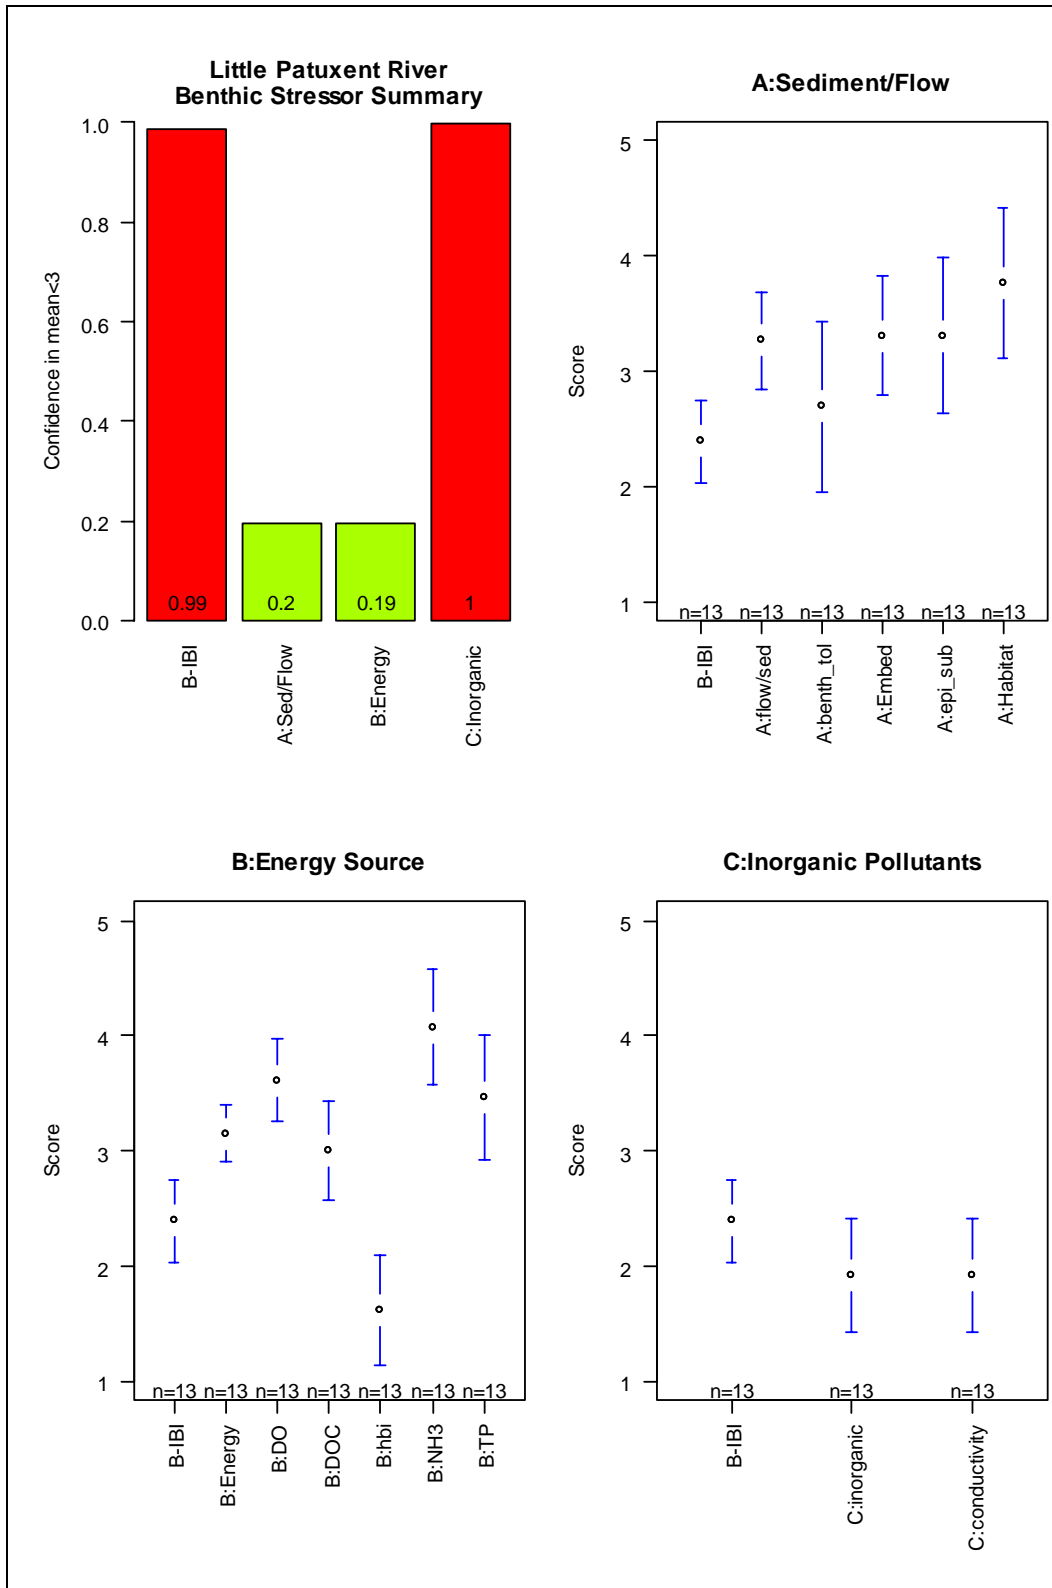 Little Patuxent River
Benthic Stressor Summary
Confidence in mean<3
1.0
0.8
0.6
0.4
0.2
0.0
0.99
0.2
0.19
1
B-IBI
A:Sed/Flow
B:Energy
C:Inorganic
A:Sediment/Flow
Score
5
4
3
2
1
n=13
n=13
n=13
n=13
n=13
n=13
B-IBI
A:flow/sed
A:benth_tol
A:Embed
A:epi_sub
A:Habitat
B:Energy Source
Score
5
4
3
2
1
n=13
n=13
n=13
n=13
n=13
n=13
n=13
B-IBI
B:Energy
B:DO
B:DOC
B:hbi
B:NH3
B:TP
C:Inorganic Pollutants
Score
5
4
3
2
1
n=13
n=13
n=13
B-IBI
C:inorganic
C:conductivity